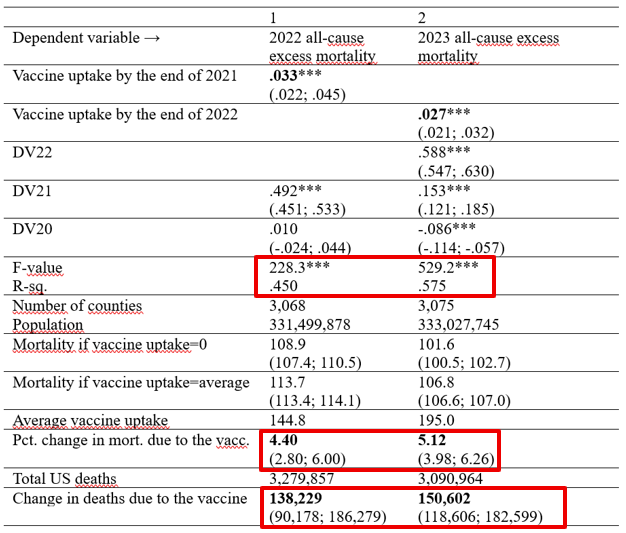 1 2
Dependent variable → 2022 all-cause 2023 all-cause excess
excess mortality mortality
Vaccine uptake by the end of 2021 .033***
(.022; .045)
Vaccine uptake by the end of 2022 .027***
(.021; .032)
DV22 .588***
(.547; .630)
DV21 .492*** .153***
(.451; .533) (.121; .185)
DV20 .010 -.086***
(-.024; .044) (-.114; -.057)
F-value 228.3*** 529.2***
R-sq. .450 .575
Number of counties 3,068 3,075
Population 331,499,878 333,027,745
Mortality if vaccine uptake=0 108.9 101.6
(107.4; 110.5) (100.5; 102.7)
Mortality if vaccine uptake=average 113.7 106.8
(113.4; 114.1) (106.6; 107.0)
Average vaccine uptake 144.8 195.0
Pct. change in mort. due to the vacc. 4.40 5.12
(2.80; 6.00) (3.98; 6.26)
Total US deaths 3,279,857 3,090,964
Change in deaths due to the vaccine 138,229 150,602
(90,178; 186,279) (118,606; 182,599)